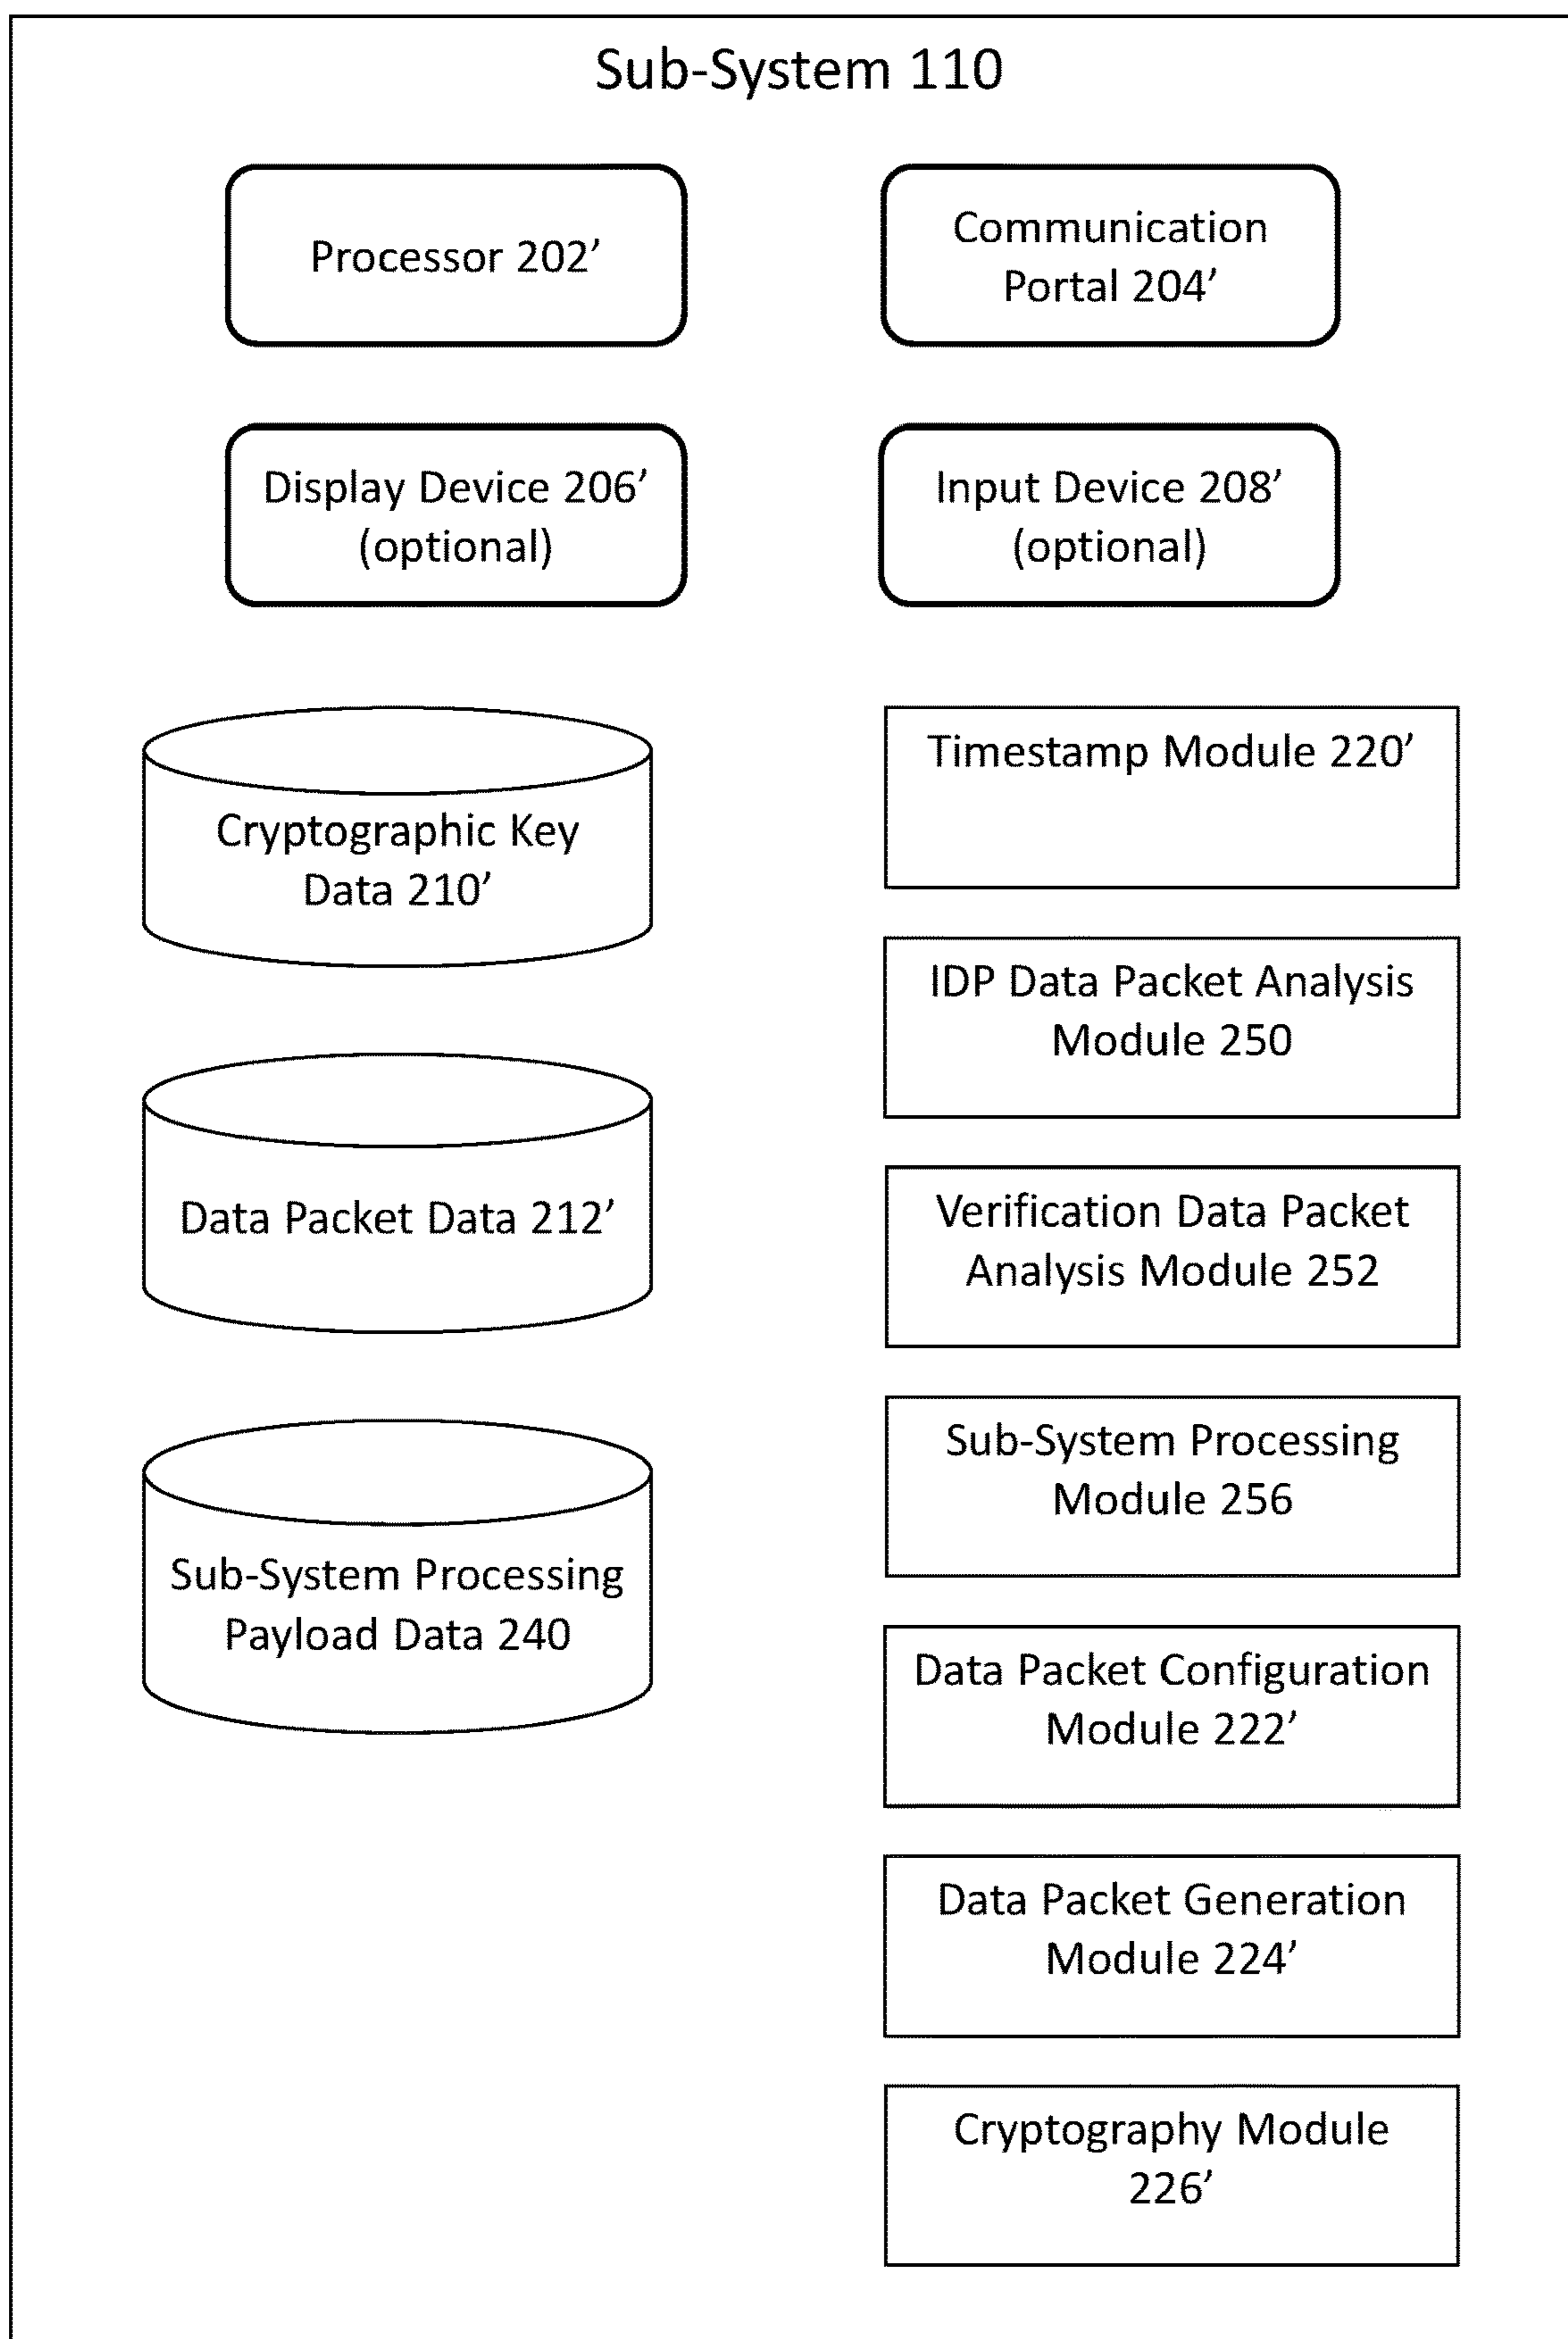 Sub-System 110
Processor 202’
Communication
Portal 204’
Display Device 206’
(optional)
Input Device 208’
(optional)
Cryptographic Key
Data 210’
Data Packet Data 212’
Sub-System Processing
Payload Data 240
Timestamp Module 220’
IDP Data Packet Analysis
Module 250
Verification Data Packet
Analysis Module 252
Sub-System Processing
Module 256
Data Packet Configuration
Module 222’
Data Packet Generation
Module 224’
Cryptography Module
226’